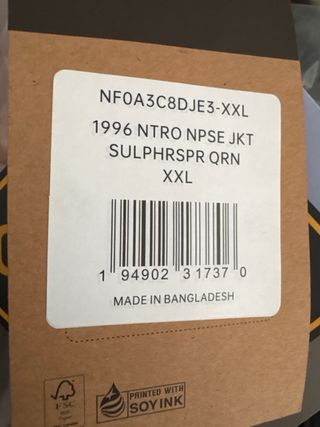 NF0A3C8DJE3-XXL
1996 NTRO NPSE JKT
SULPHRSPR QRN
XXL
1 94902 31737 0
MADE IN BANGLADESH
FSC
PRINTED WITH
SOY INK